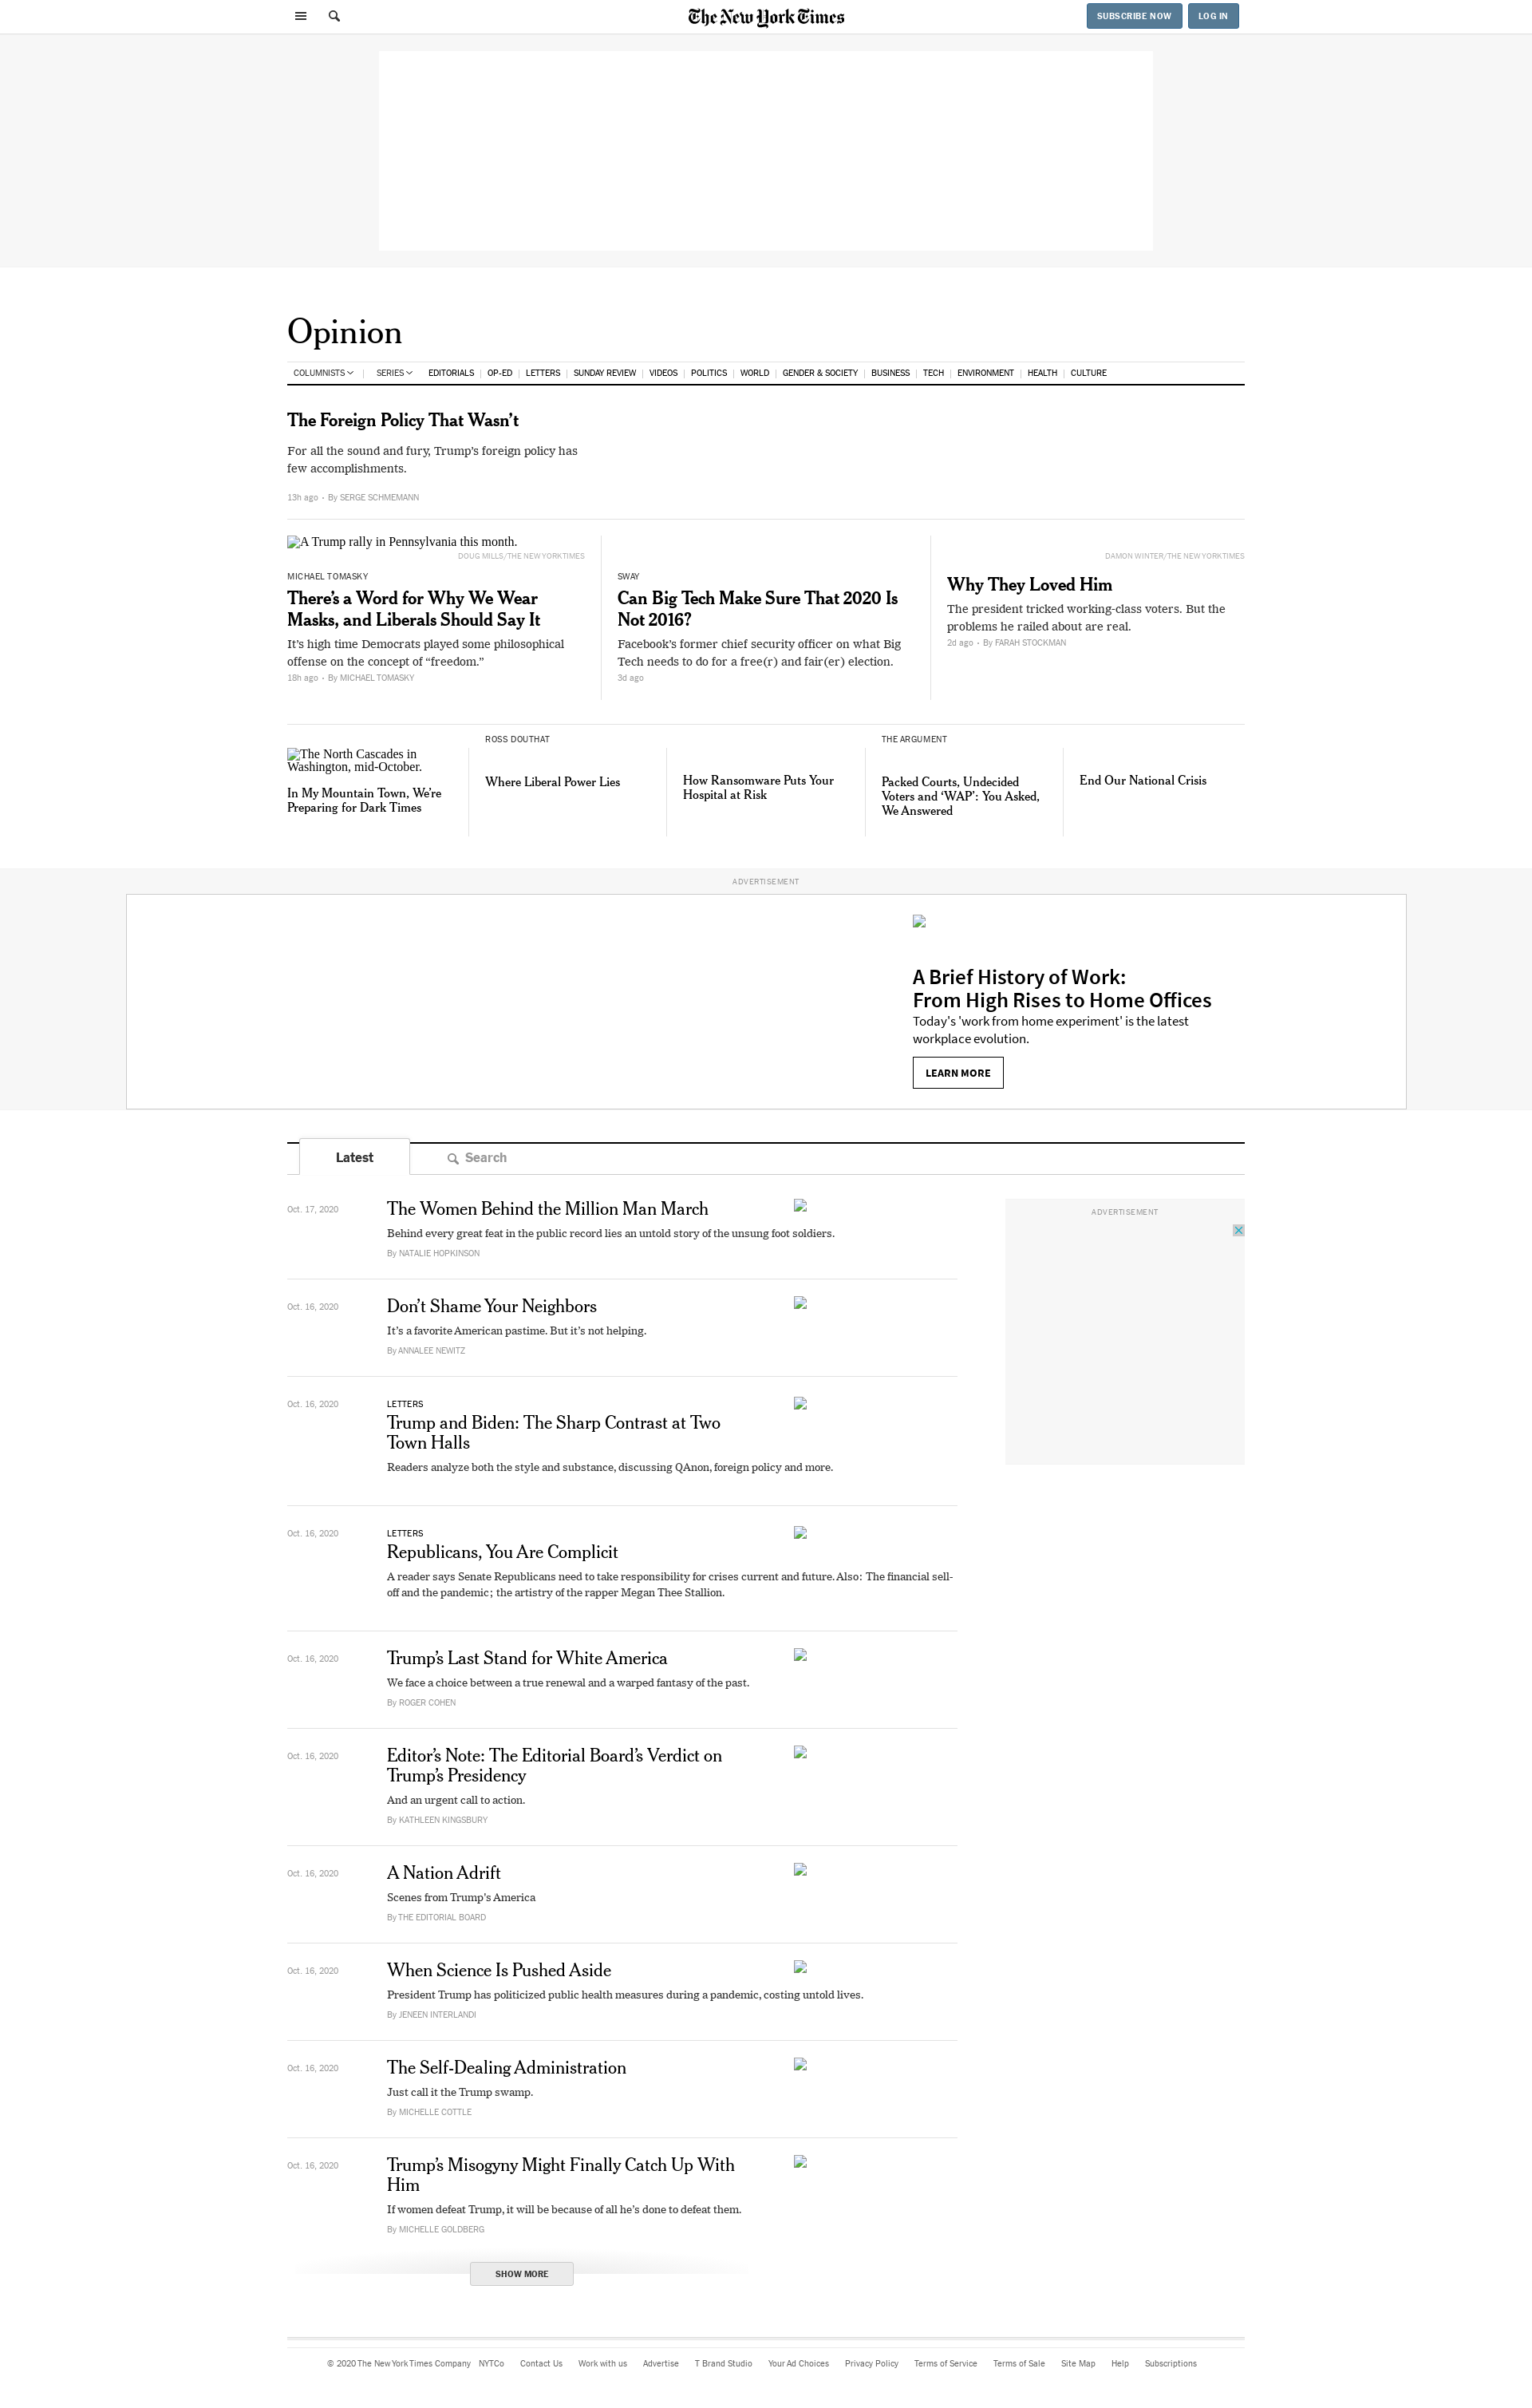 The New York Times
SUBSCRIBE NOW
LOG IN
Opinion
COLUMNISTS
SERIES
EDITORIALS
OP-ED
LETTERS
SUNDAY REVIEW
VIDEOS
POLITICS
WORLD
GENDER & SOCIETY
BUSINESS
TECH
ENVIRONMENT
HEALTH
CULTURE
The Foreign Policy That Wasn’t
For all the sound and fury, Trump’s foreign policy has
few accomplishments.
13h ago • By SERGE SCHMEMANN
A Trump rally in Pennsylvania this month.
DOUG MILLS/THE NEW YORK TIMES
MICHAEL TOMASKY
There’s a Word for Why We Wear
Masks, and Liberals Should Say It
It’s high time Democrats played some philosophical
offense on the concept of “freedom.”
18h ago • By MICHAEL TOMASKY
SWAY
Can Big Tech Make Sure That 2020 Is
Not 2016?
Facebook’s former chief security officer on what Big
Tech needs to do for a free(r) and fair(er) election.
3d ago
DAMON WINTER/THE NEW YORK TIMES
Why They Loved Him
The president tricked working-class voters. But the
problems he railed about are real.
2d ago • By FARAH STOCKMAN
The North Cascades in
Washington, mid-October.
In My Mountain Town, We’re
Preparing for Dark Times
ROSS DOUTHAT
Where Liberal Power Lies
How Ransomware Puts Your
Hospital at Risk
THE ARGUMENT
Packed Courts, Undecided
Voters and ‘WAP’: You Asked,
We Answered
End Our National Crisis
ADVERTISEMENT
A Brief History of Work:
From High Rises to Home Offices
Today's 'work from home experiment' is the latest
workplace evolution.
LEARN MORE
Latest
Search
Oct. 17, 2020
The Women Behind the Million Man March
Behind every great feat in the public record lies an untold story of the unsung foot soldiers.
By NATALIE HOPKINSON
ADVERTISEMENT
Oct. 16, 2020
Don’t Shame Your Neighbors
It’s a favorite American pastime. But it’s not helping.
By ANNALEE NEWITZ
Oct. 16, 2020
LETTERS
Trump and Biden: The Sharp Contrast at Two
Town Halls
Readers analyze both the style and substance, discussing QAnon, foreign policy and more.
Oct. 16, 2020
LETTERS
Republicans, You Are Complicit
A reader says Senate Republicans need to take responsibility for crises current and future. Also: The financial sell-
off and the pandemic; the artistry of the rapper Megan Thee Stallion.
Oct. 16, 2020
Trump’s Last Stand for White America
We face a choice between a true renewal and a warped fantasy of the past.
By ROGER COHEN
Oct. 16, 2020
Editor’s Note: The Editorial Board’s Verdict on
Trump’s Presidency
And an urgent call to action.
By KATHLEEN KINGSBURY
Oct. 16, 2020
A Nation Adrift
Scenes from Trump’s America
By THE EDITORIAL BOARD
Oct. 16, 2020
When Science Is Pushed Aside
President Trump has politicized public health measures during a pandemic, costing untold lives.
By JENEEN INTERLANDI
Oct. 16, 2020
The Self-Dealing Administration
Just call it the Trump swamp.
By MICHELLE COTTLE
Oct. 16, 2020
Trump’s Misogyny Might Finally Catch Up With
Him
If women defeat Trump, it will be because of all he’s done to defeat them.
By MICHELLE GOLDBERG
SHOW MORE
© 2020 The New York Times Company NYTCo Contact Us Work with us Advertise T Brand Studio Your Ad Choices Privacy Policy Terms of Service Terms of Sale Site Map Help Subscriptions